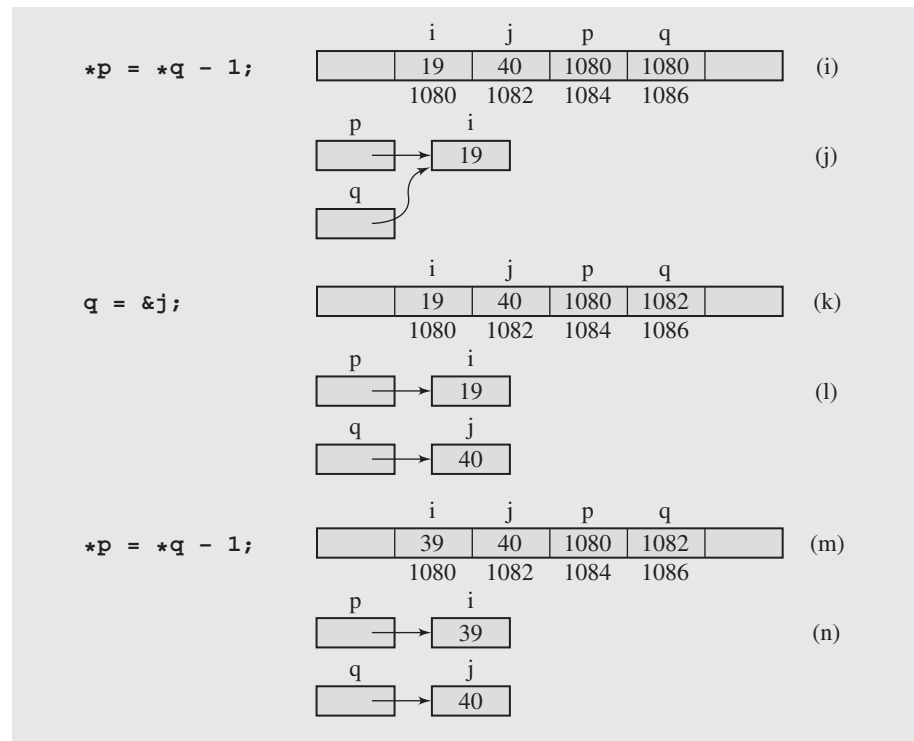 i j p q
*p = *q - 1; 19 40 1080 1080 (i)
1080 1082 1084 1086
p i
19 (j)
q
i j p q
q = &j; 19 40 1080 1082 (k)
1080 1082 1084 1086
p i
19 (l)
q j
40
i j p q
*p = *q - 1; 39 40 1080 1082 (m)
1080 1082 1084 1086
p i
39 (n)
q j
40